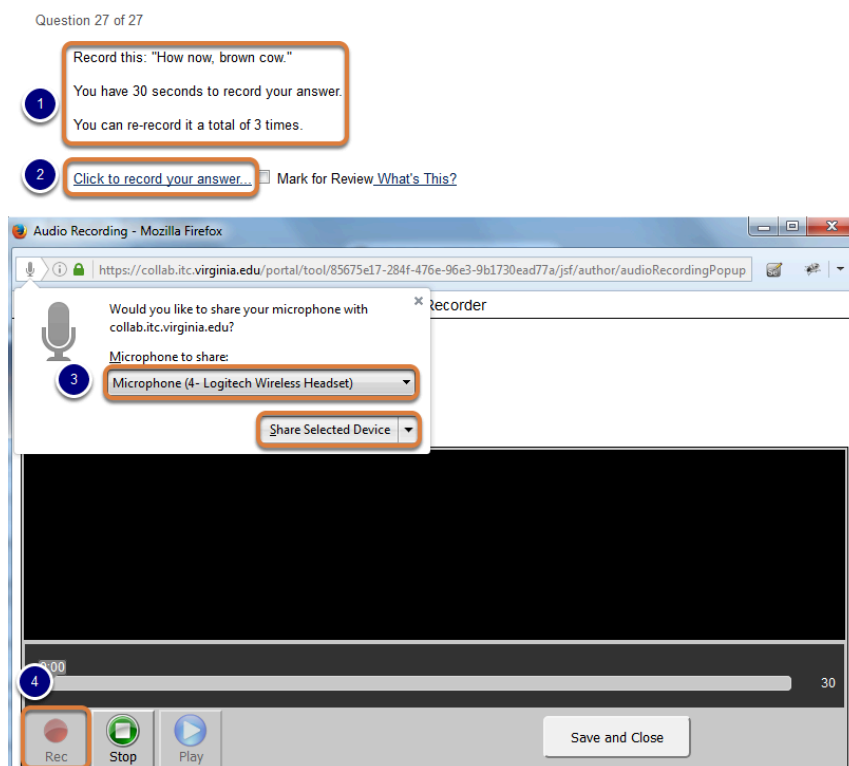 Question 27 of 27
Record this: "How now, brown cow."
1
You have 30 seconds to record your answer.
You can re-record it a total of 3 times.
2
Click to record your answer... Mark for Review What's This?
Audio Recording - Mozilla Firefox
https://collab.itc.virginia.edu/portal/tool/85675e17-284f-476e-96e3-9b1730ead77a/jsf/author/audioRecordingPopup
Would you like to share your microphone with
collab.itc.virginia.edu?
Recorder
Microphone to share:
3
Microphone (4- Logitech Wireless Headset)
Share Selected Device
0:00
4
30
Rec Stop Play
Save and Close